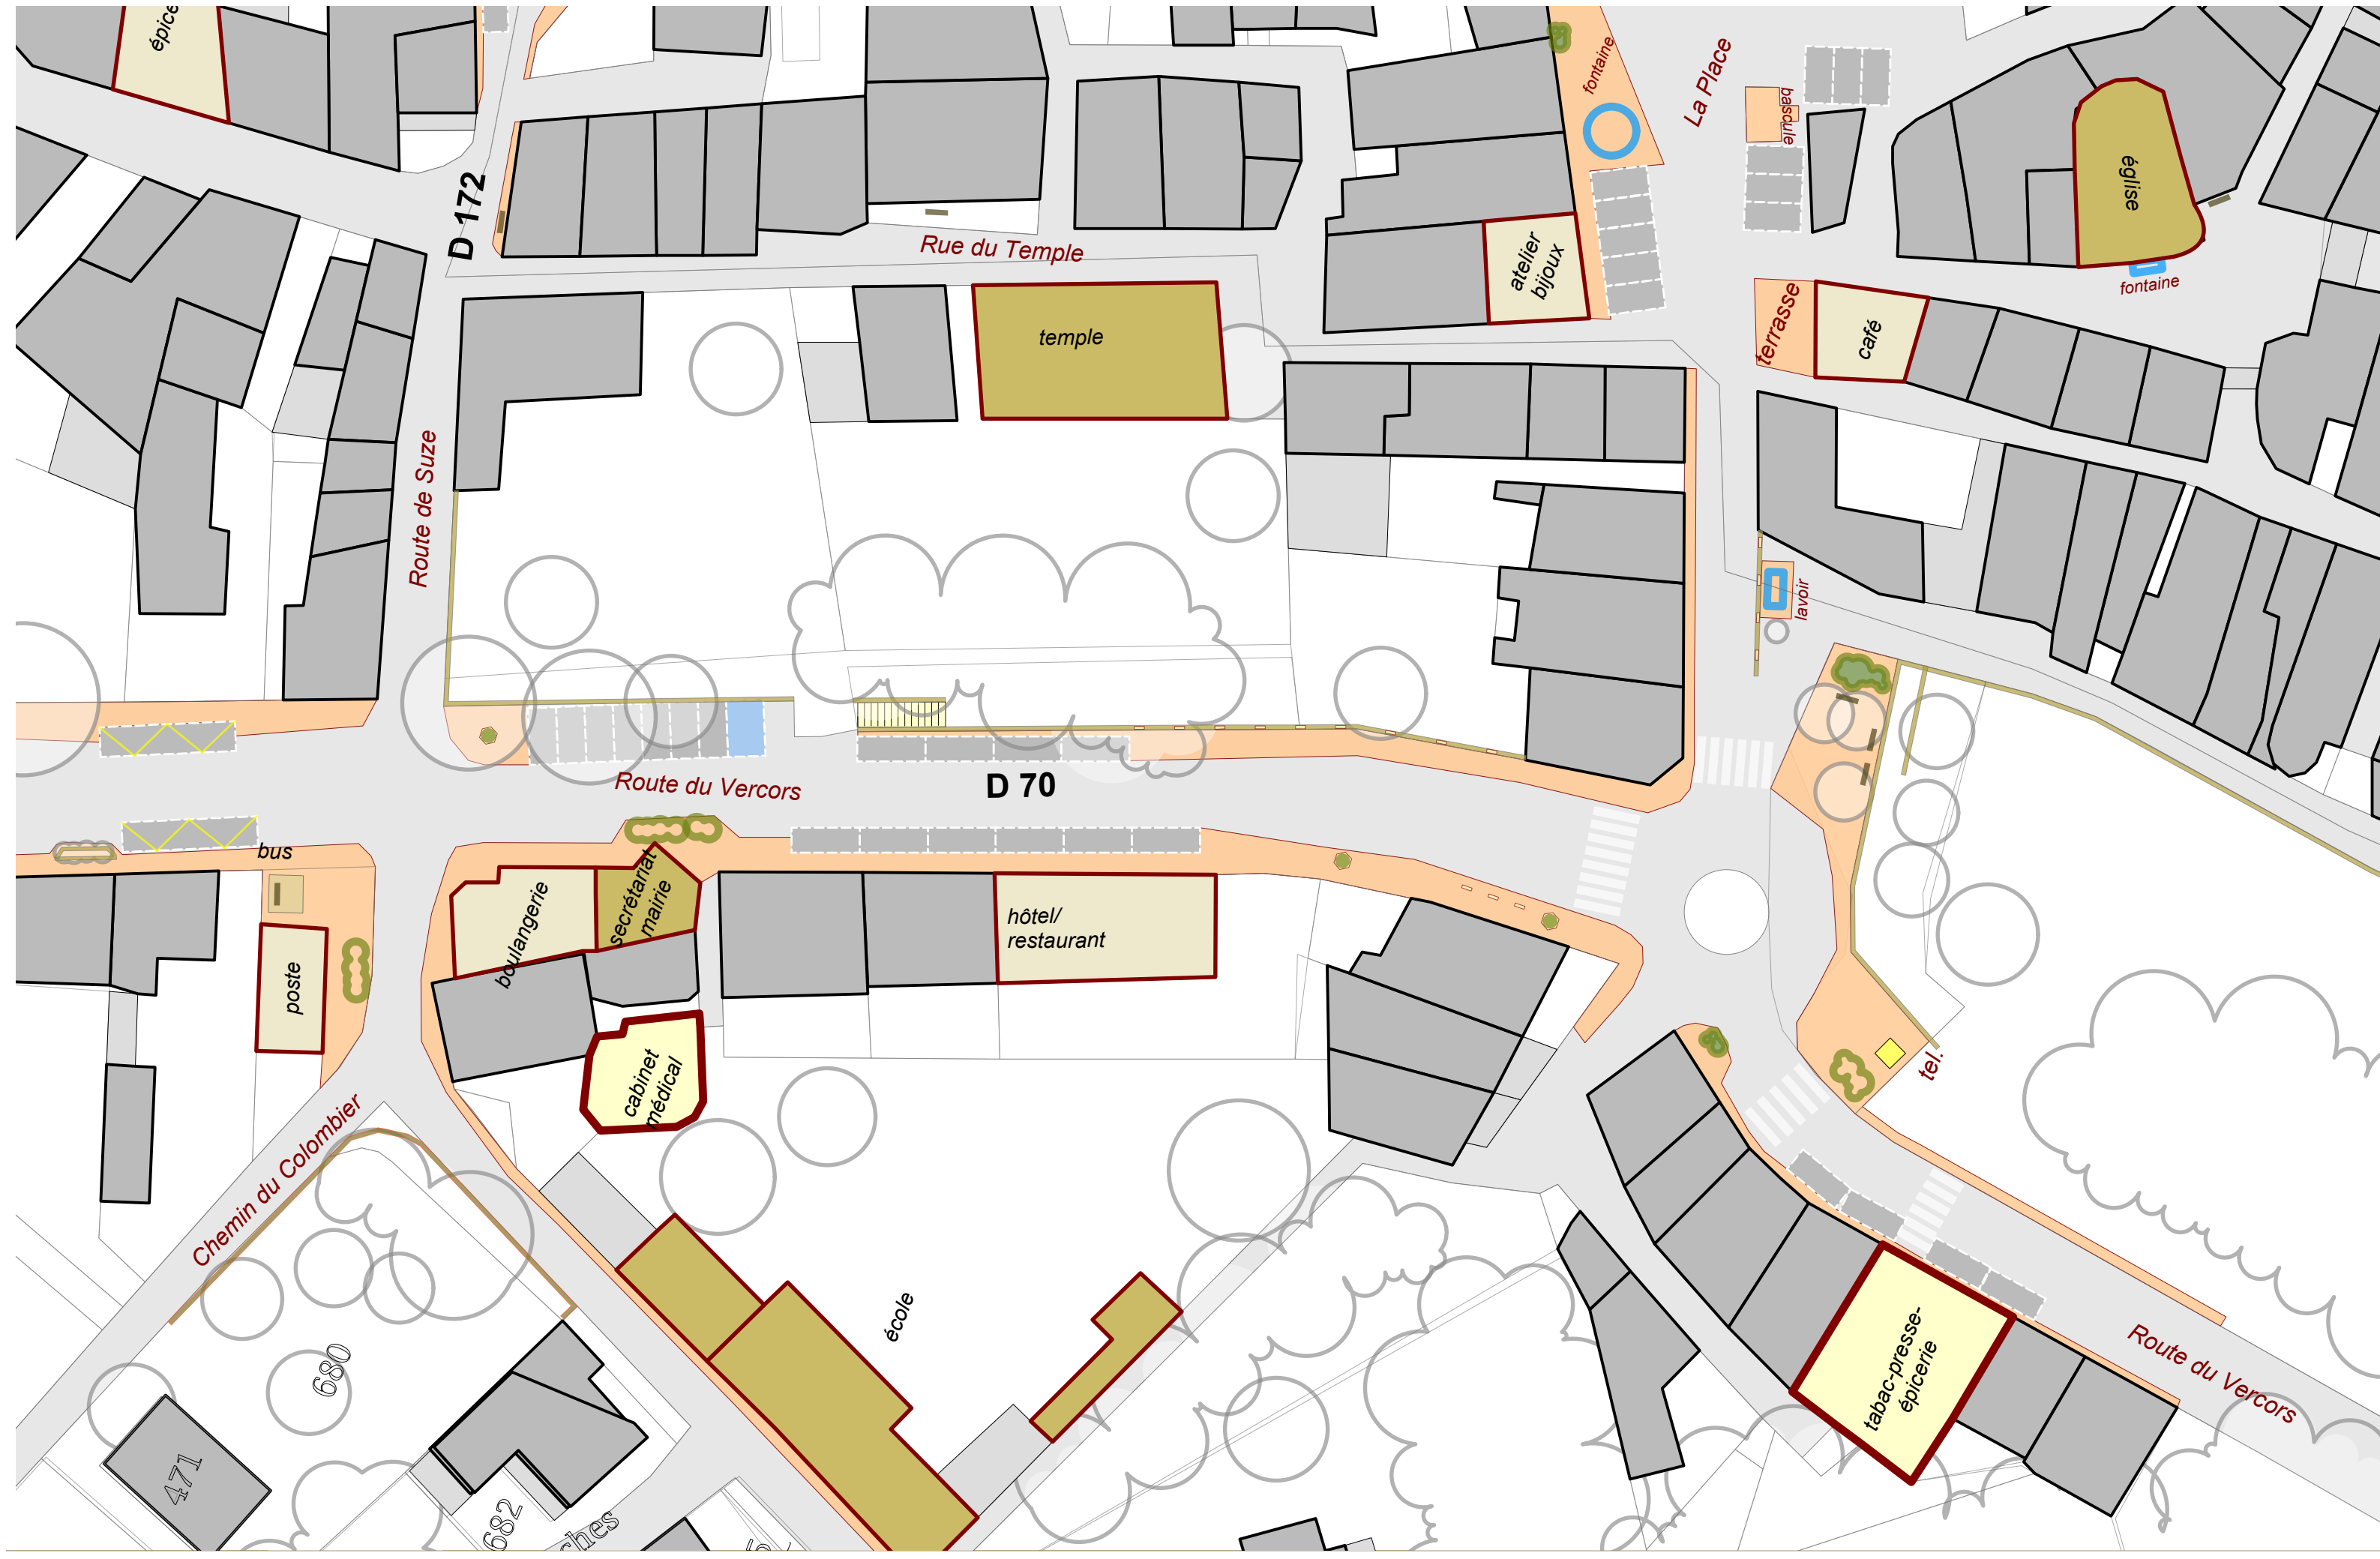 épice
fontaine
La Place
bascule
D 172
église
Rue du Temple
atelier
bijoux
fontaine
terrasse
café
temple
Route de Suze
lavoir
Route du Vercors
D 70
bus
boulangerie
secrétariat
mairie
hôtel/
restaurant
poste
cabinet
médical
tel.
Chemin du Colombier
école
tabac-presse-
épicerie
Route du Vercors
680
471
682
ches